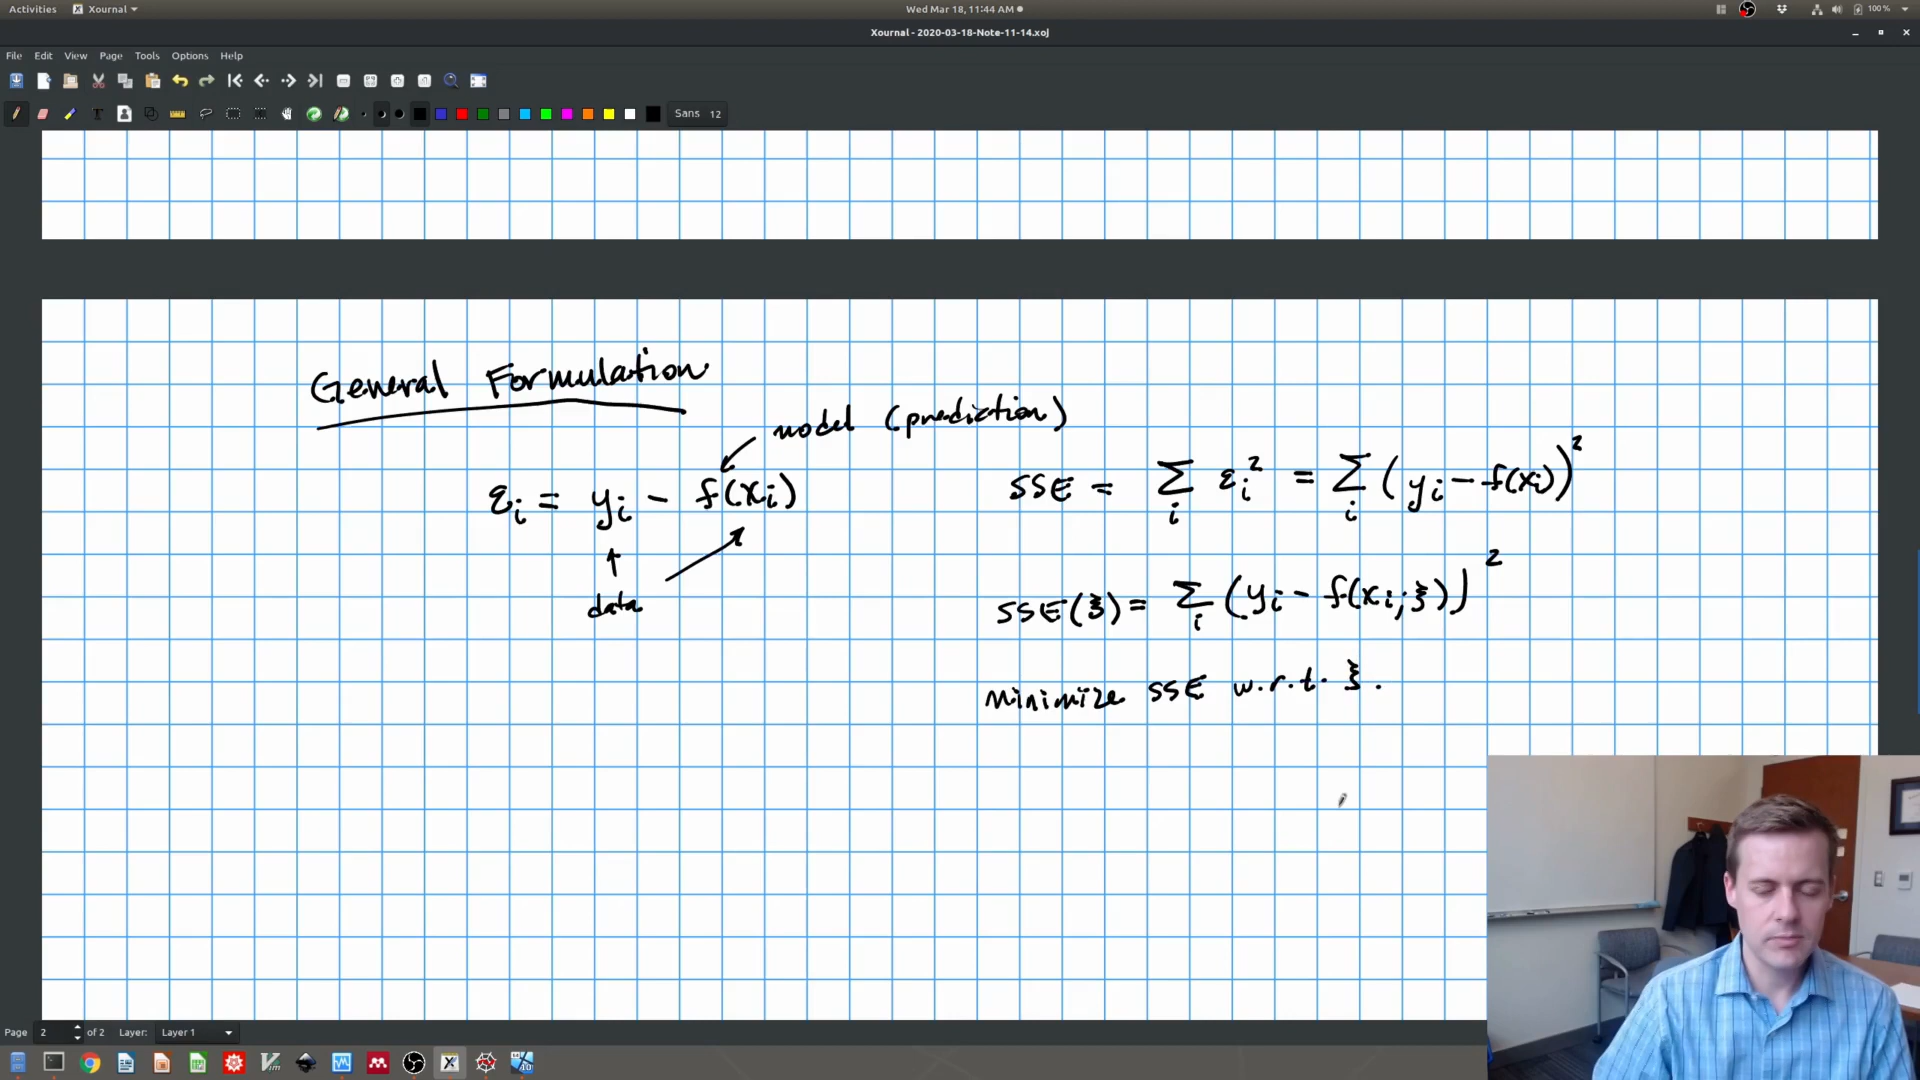 Activities Xournal Wed Mar 18, 11:44 AM 100 %
Xournal - 2020-03-18-Note-11-14.xoj
File Edit View Page Tools Options Help
Sans 12
General Formulation
model (prediction)
εi = yi - f(xi)
data
SSE = Σi εi² = Σi (yi - f(xi))²
SSE(ξ) = Σi (yi - f(xi; ξ))²
minimize SSE w.r.t. ξ.
Page 2 of 2 Layer: Layer 1